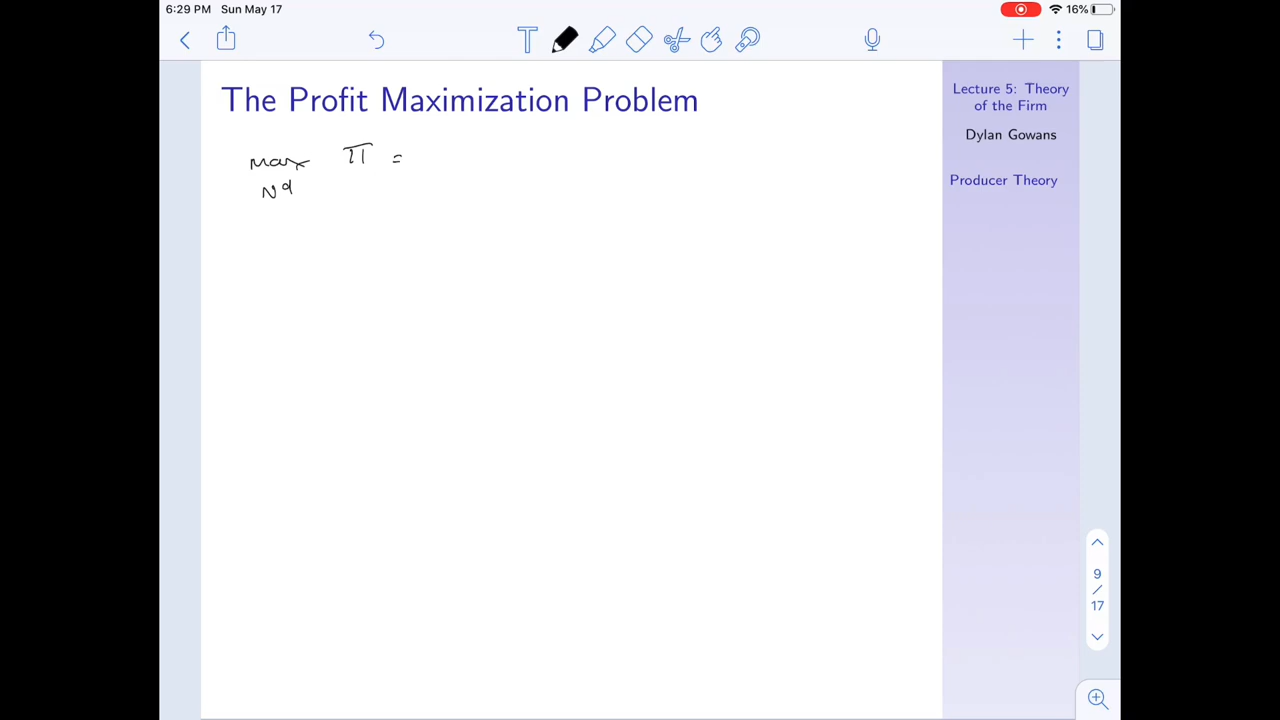 6:29 PM Sun May 17
16%
The Profit Maximization Problem
max π =
Nᵈ
Lecture 5: Theory
of the Firm
Dylan Gowans
Producer Theory
9
/
17